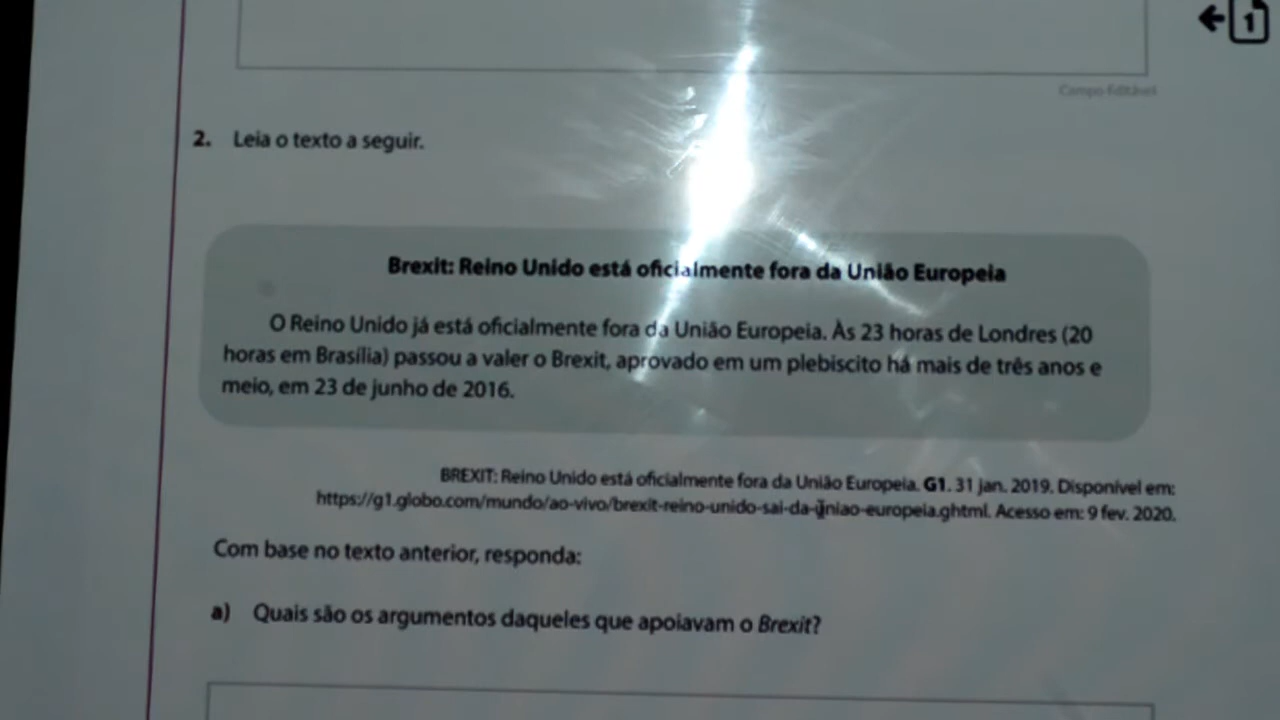 1
Campo Editável
2. Leia o texto a seguir.
Brexit: Reino Unido está oficialmente fora da União Europeia
O Reino Unido já está oficialmente fora da União Europeia. Às 23 horas de Londres (20
horas em Brasília) passou a valer o Brexit, aprovado em um plebiscito há mais de três anos e
meio, em 23 de junho de 2016.
BREXIT: Reino Unido está oficialmente fora da União Europeia. G1. 31 jan. 2019. Disponível em:
https://g1.globo.com/mundo/ao-vivo/brexit-reino-unido-sai-da-uniao-europeia.ghtml. Acesso em: 9 fev. 2020.
Com base no texto anterior, responda:
a) Quais são os argumentos daqueles que apoiavam o Brexit?